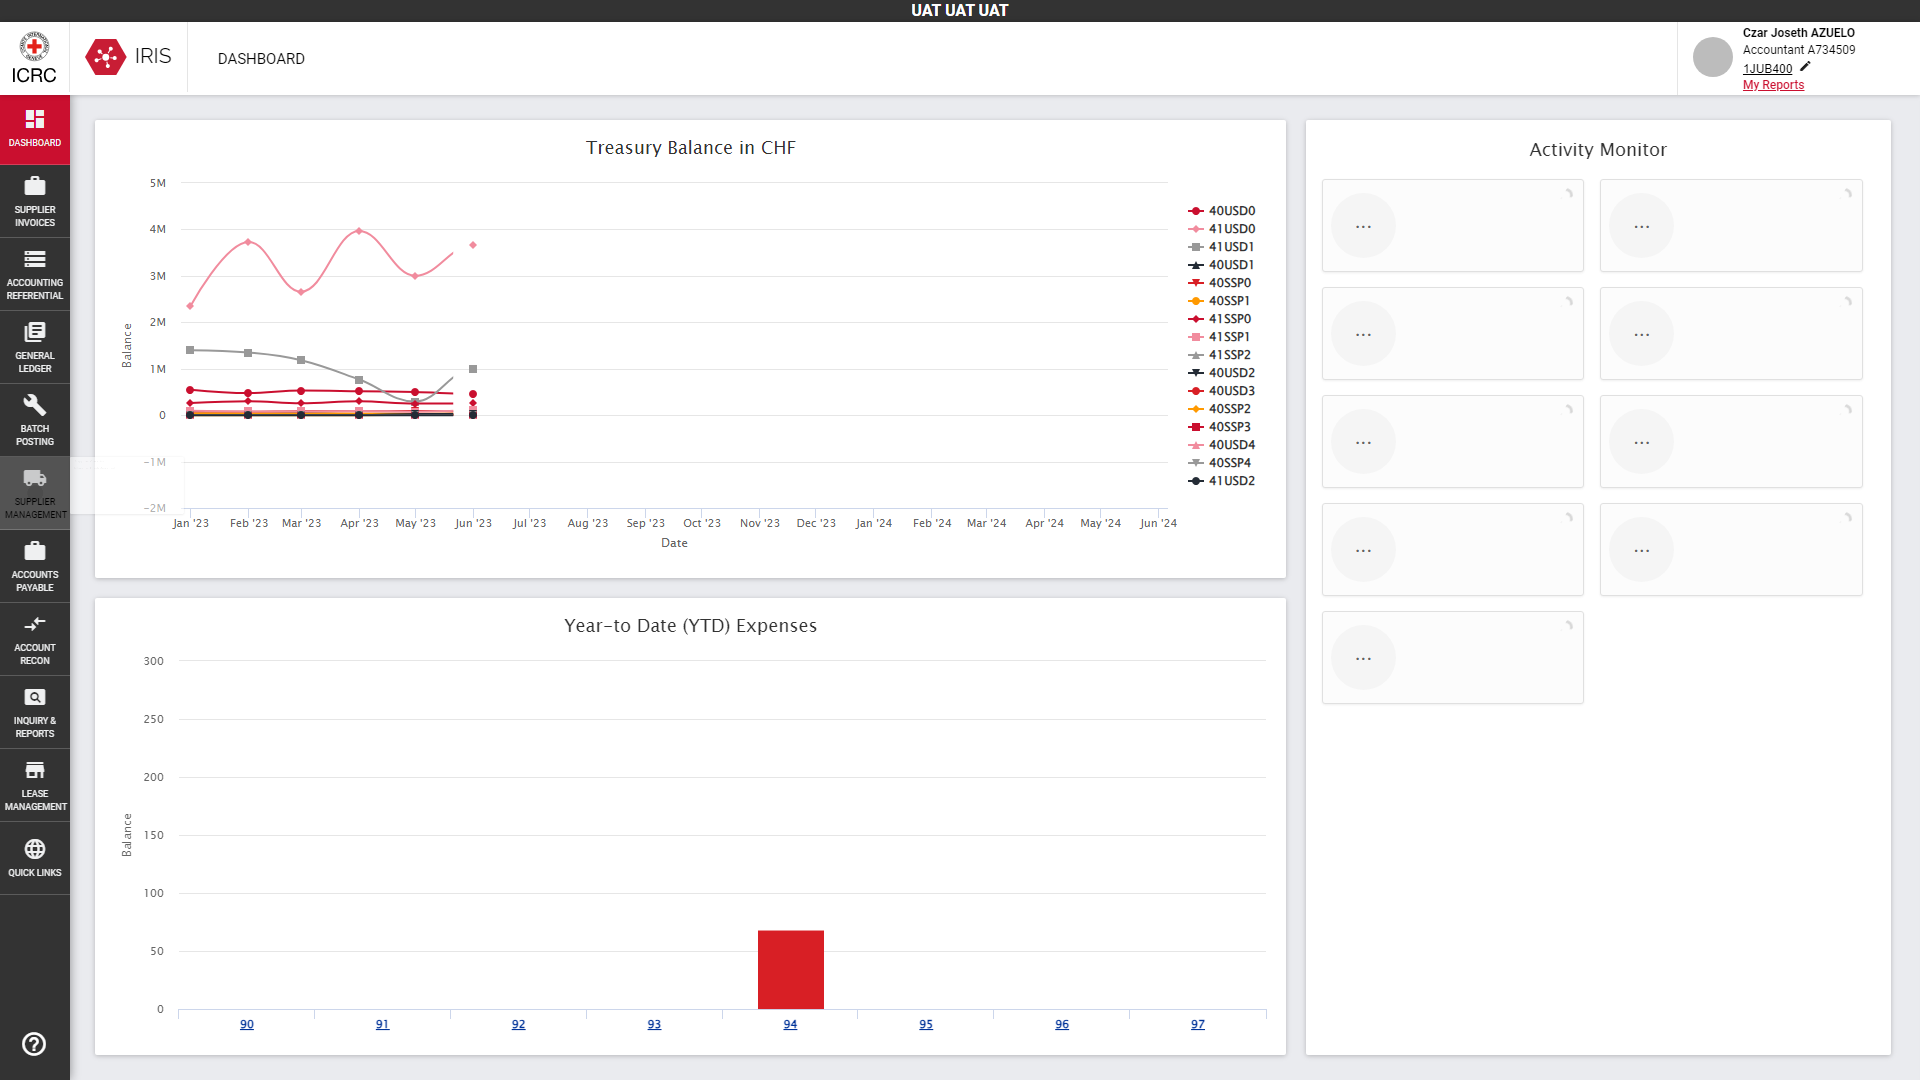 UAT UAT UAT
ICRC
IRIS
DASHBOARD
Czar Joseth AZUELO
Accountant A734509
1JUB400
My Reports
DASHBOARD
SUPPLIER
INVOICES
ACCOUNTING
REFERENTIAL
GENERAL
LEDGER
BATCH
POSTING
SUPPLIER
MANAGEMENT
ACCOUNTS
PAYABLE
ACCOUNT
RECON
INQUIRY &
REPORTS
LEASE
MANAGEMENT
QUICK LINKS
Treasury Balance in CHF
5M
4M
3M
2M
1M
0
-1M
-2M
Balance
Jan '23 Feb '23 Mar '23 Apr '23 May '23 Jun '23 Jul '23 Aug '23 Sep '23 Oct '23 Nov '23 Dec '23 Jan '24 Feb '24 Mar '24 Apr '24 May '24 Jun '24
Date
40USD0
41USD0
41USD1
40USD1
40SSP0
40SSP1
41SSP0
41SSP1
41SSP2
40USD2
40USD3
40SSP2
40SSP3
40USD4
40SSP4
41USD2
Year-to Date (YTD) Expenses
300
250
200
150
100
50
0
Balance
90 91 92 93 94 95 96 97
Activity Monitor
... ...
... ...
... ...
... ...
...